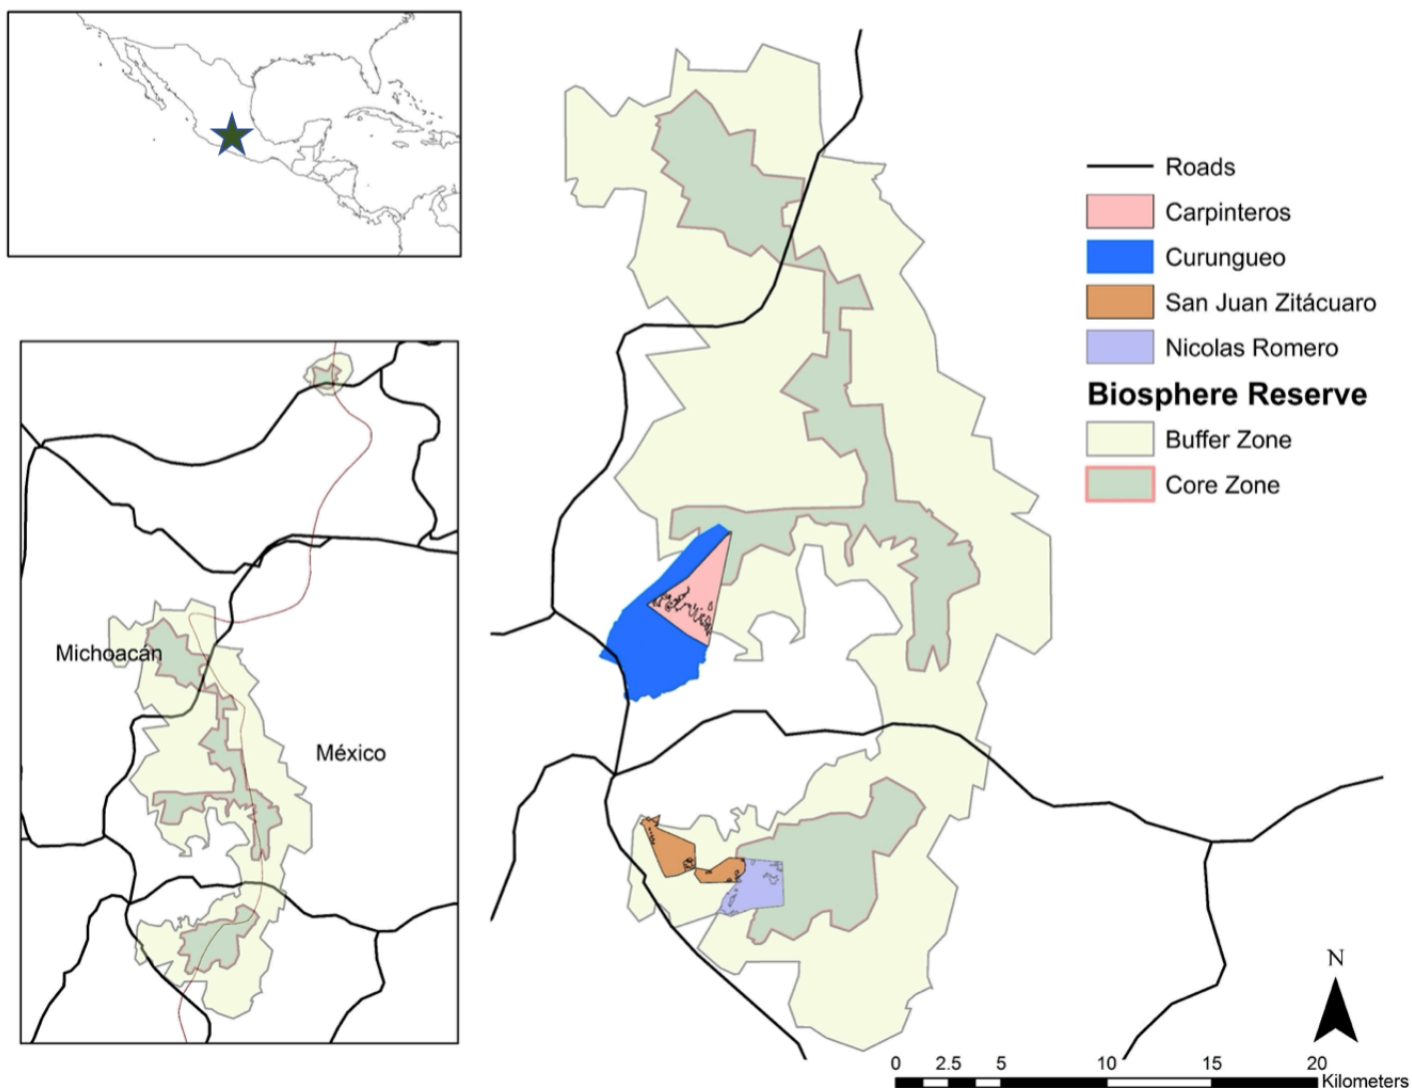 Roads
Carpinteros
Curungueo
San Juan Zitácuaro
Nicolas Romero
Biosphere Reserve
Buffer Zone
Core Zone
Michoacán
México
N
0 2.5 5 10 15 20
Kilometers